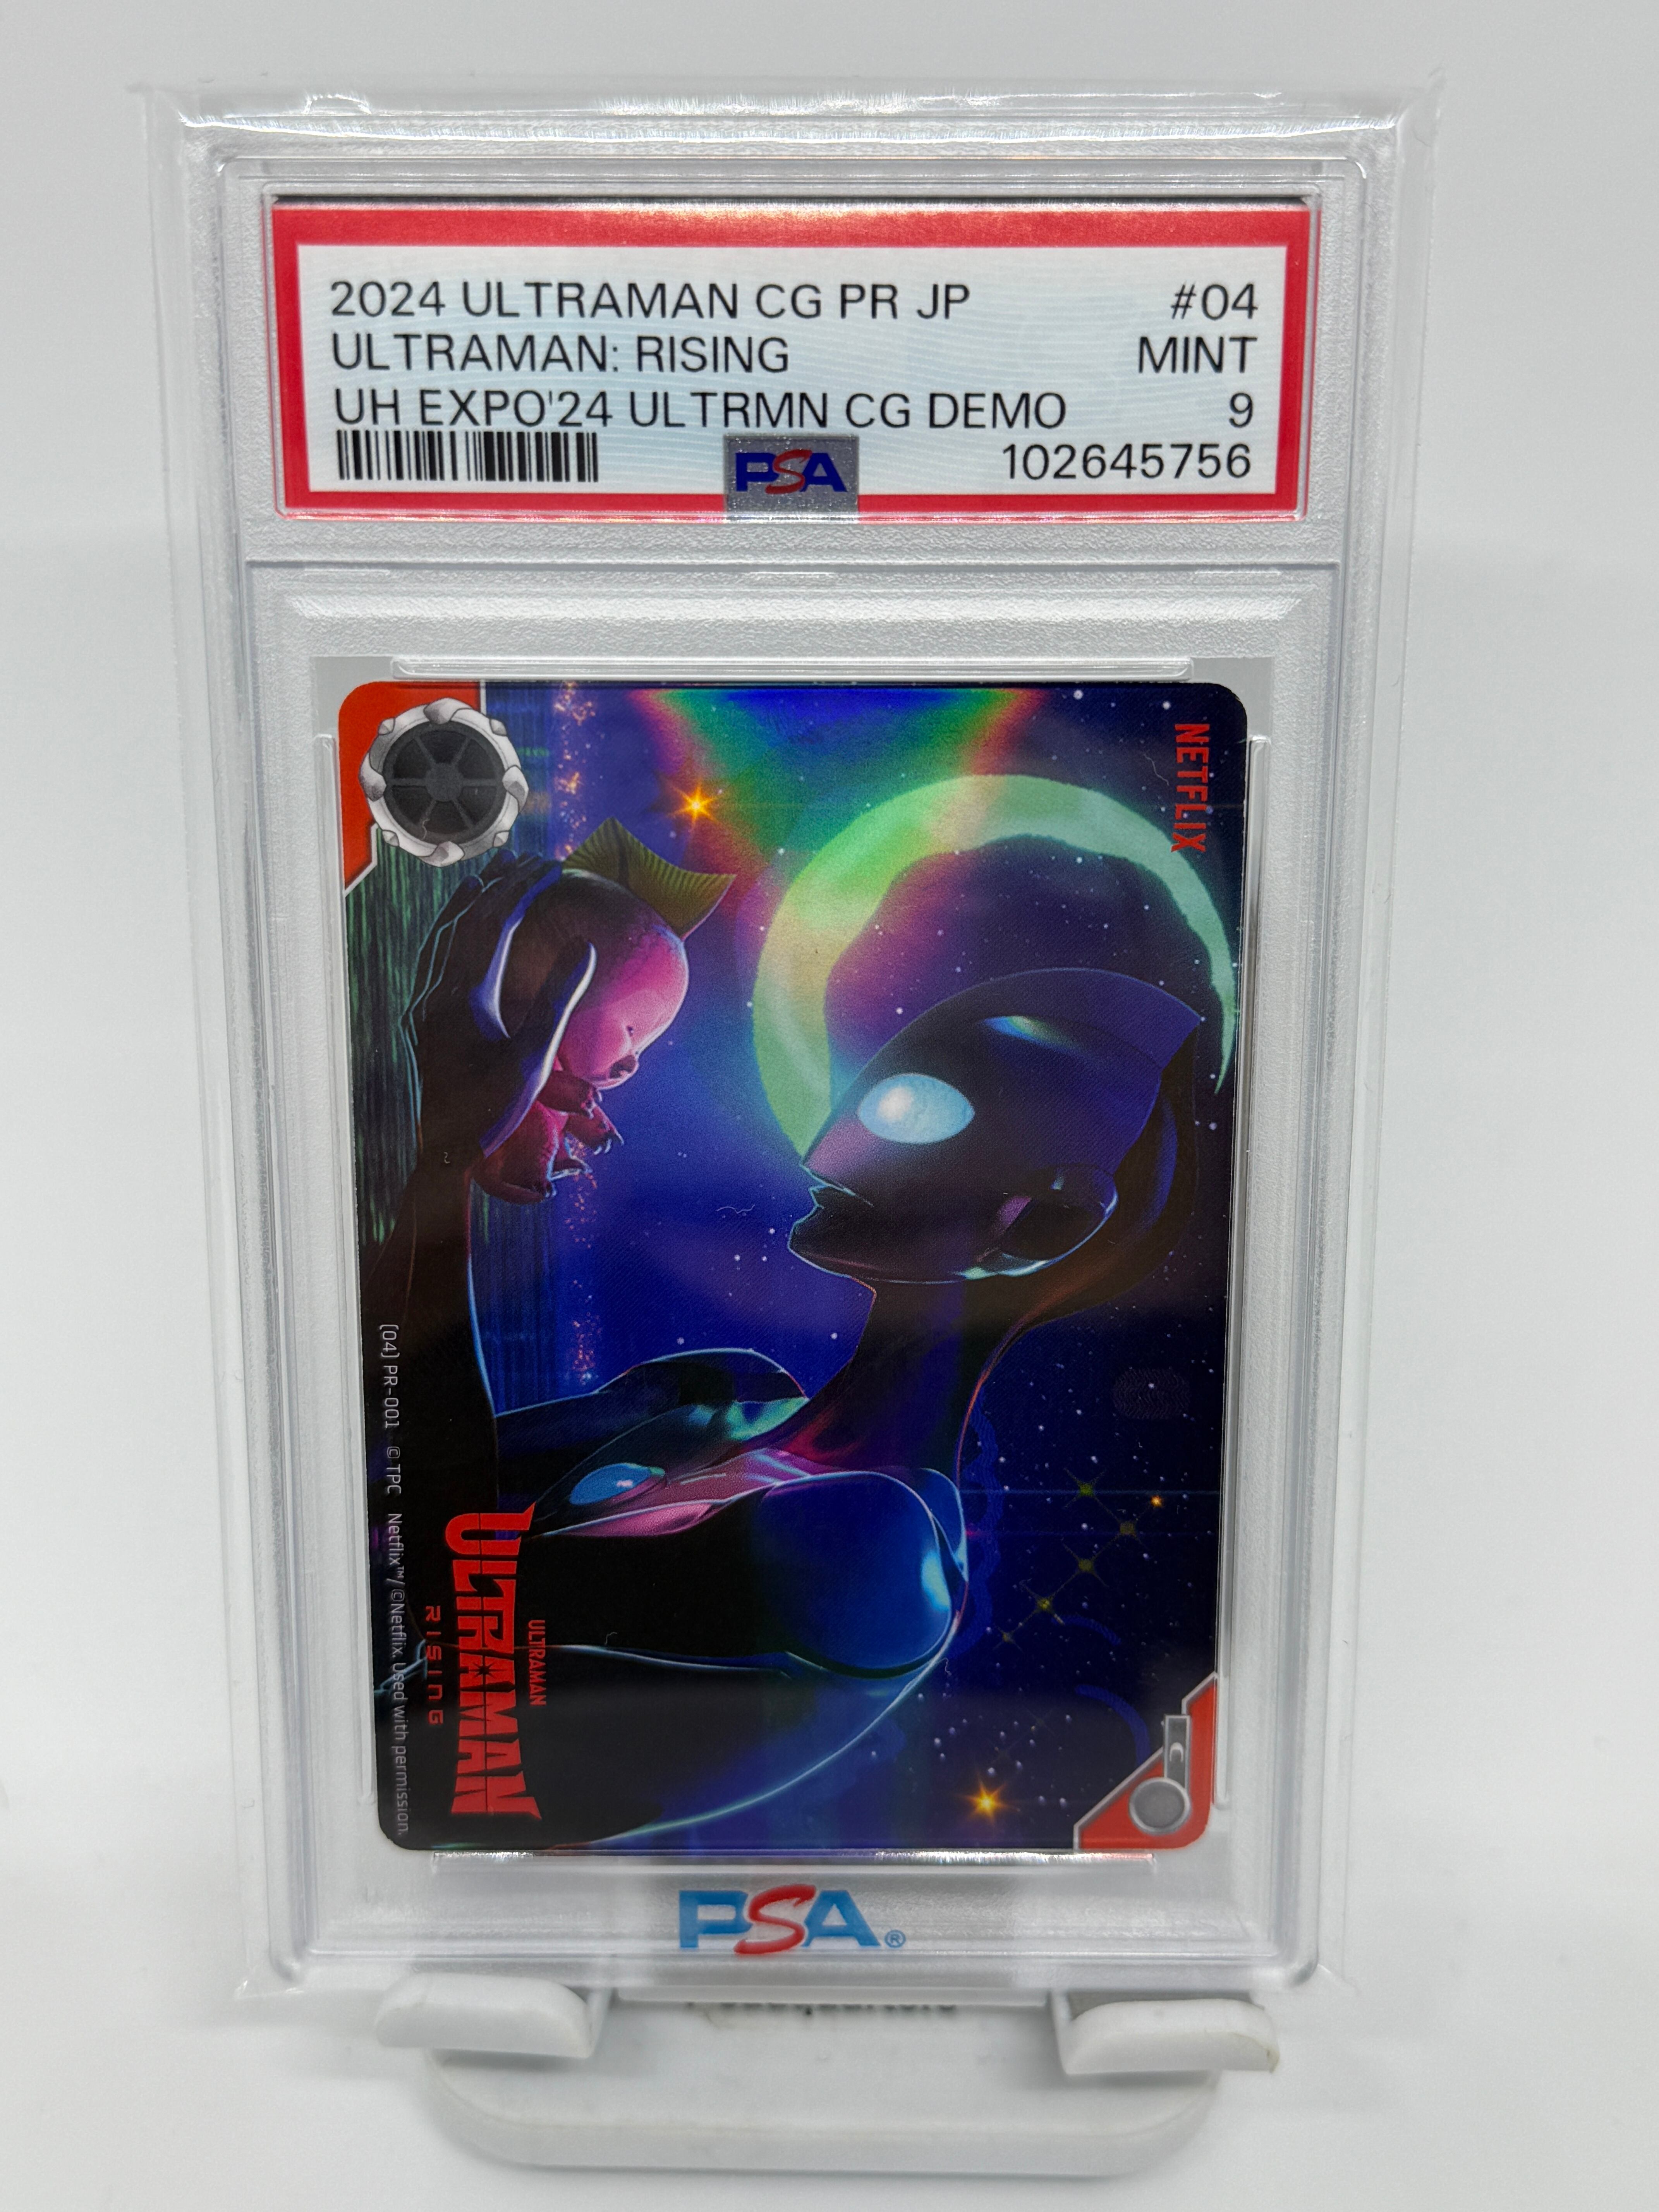 2024 ULTRAMAN CG PR JP #04
ULTRAMAN: RISING MINT
UH EXPO'24 ULTRMN CG DEMO 9
PSA 102645756
NETFLIX
ULTRAMAN
ULTRAMAN
RISING
(04) PR-001 © TPC Netflix™/©Netflix. Used with permission.
C
PSA®